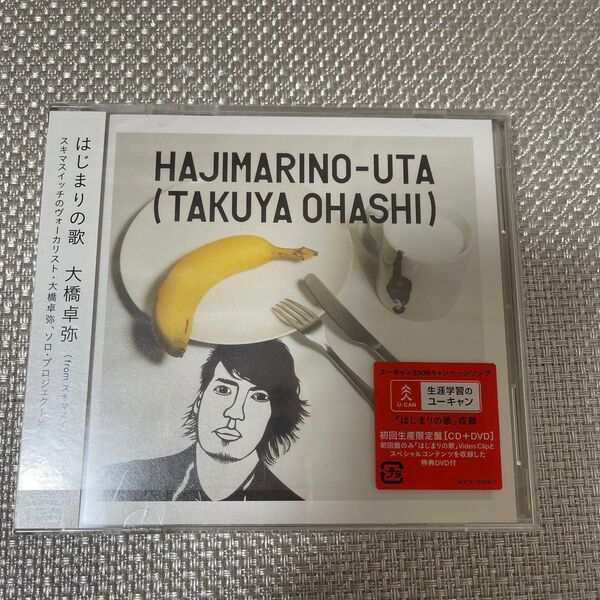 HAJIMARINO-UTA
(TAKUYA OHASHI)
はじまりの歌 大橋卓弥
(from スキマス
スキマスイッチのヴォーカリスト・大橋卓弥、ソロ・プロジェクト始
ユーキャン2008キャンペーンソング
U-CAN
生涯学習の
ユーキャン
「はじまりの歌」収録
初回生産限定盤[CD+DVD]
初回盤のみ「はじまりの歌」Video Clipと
スペシャルコンテンツを収録した
特典DVD付